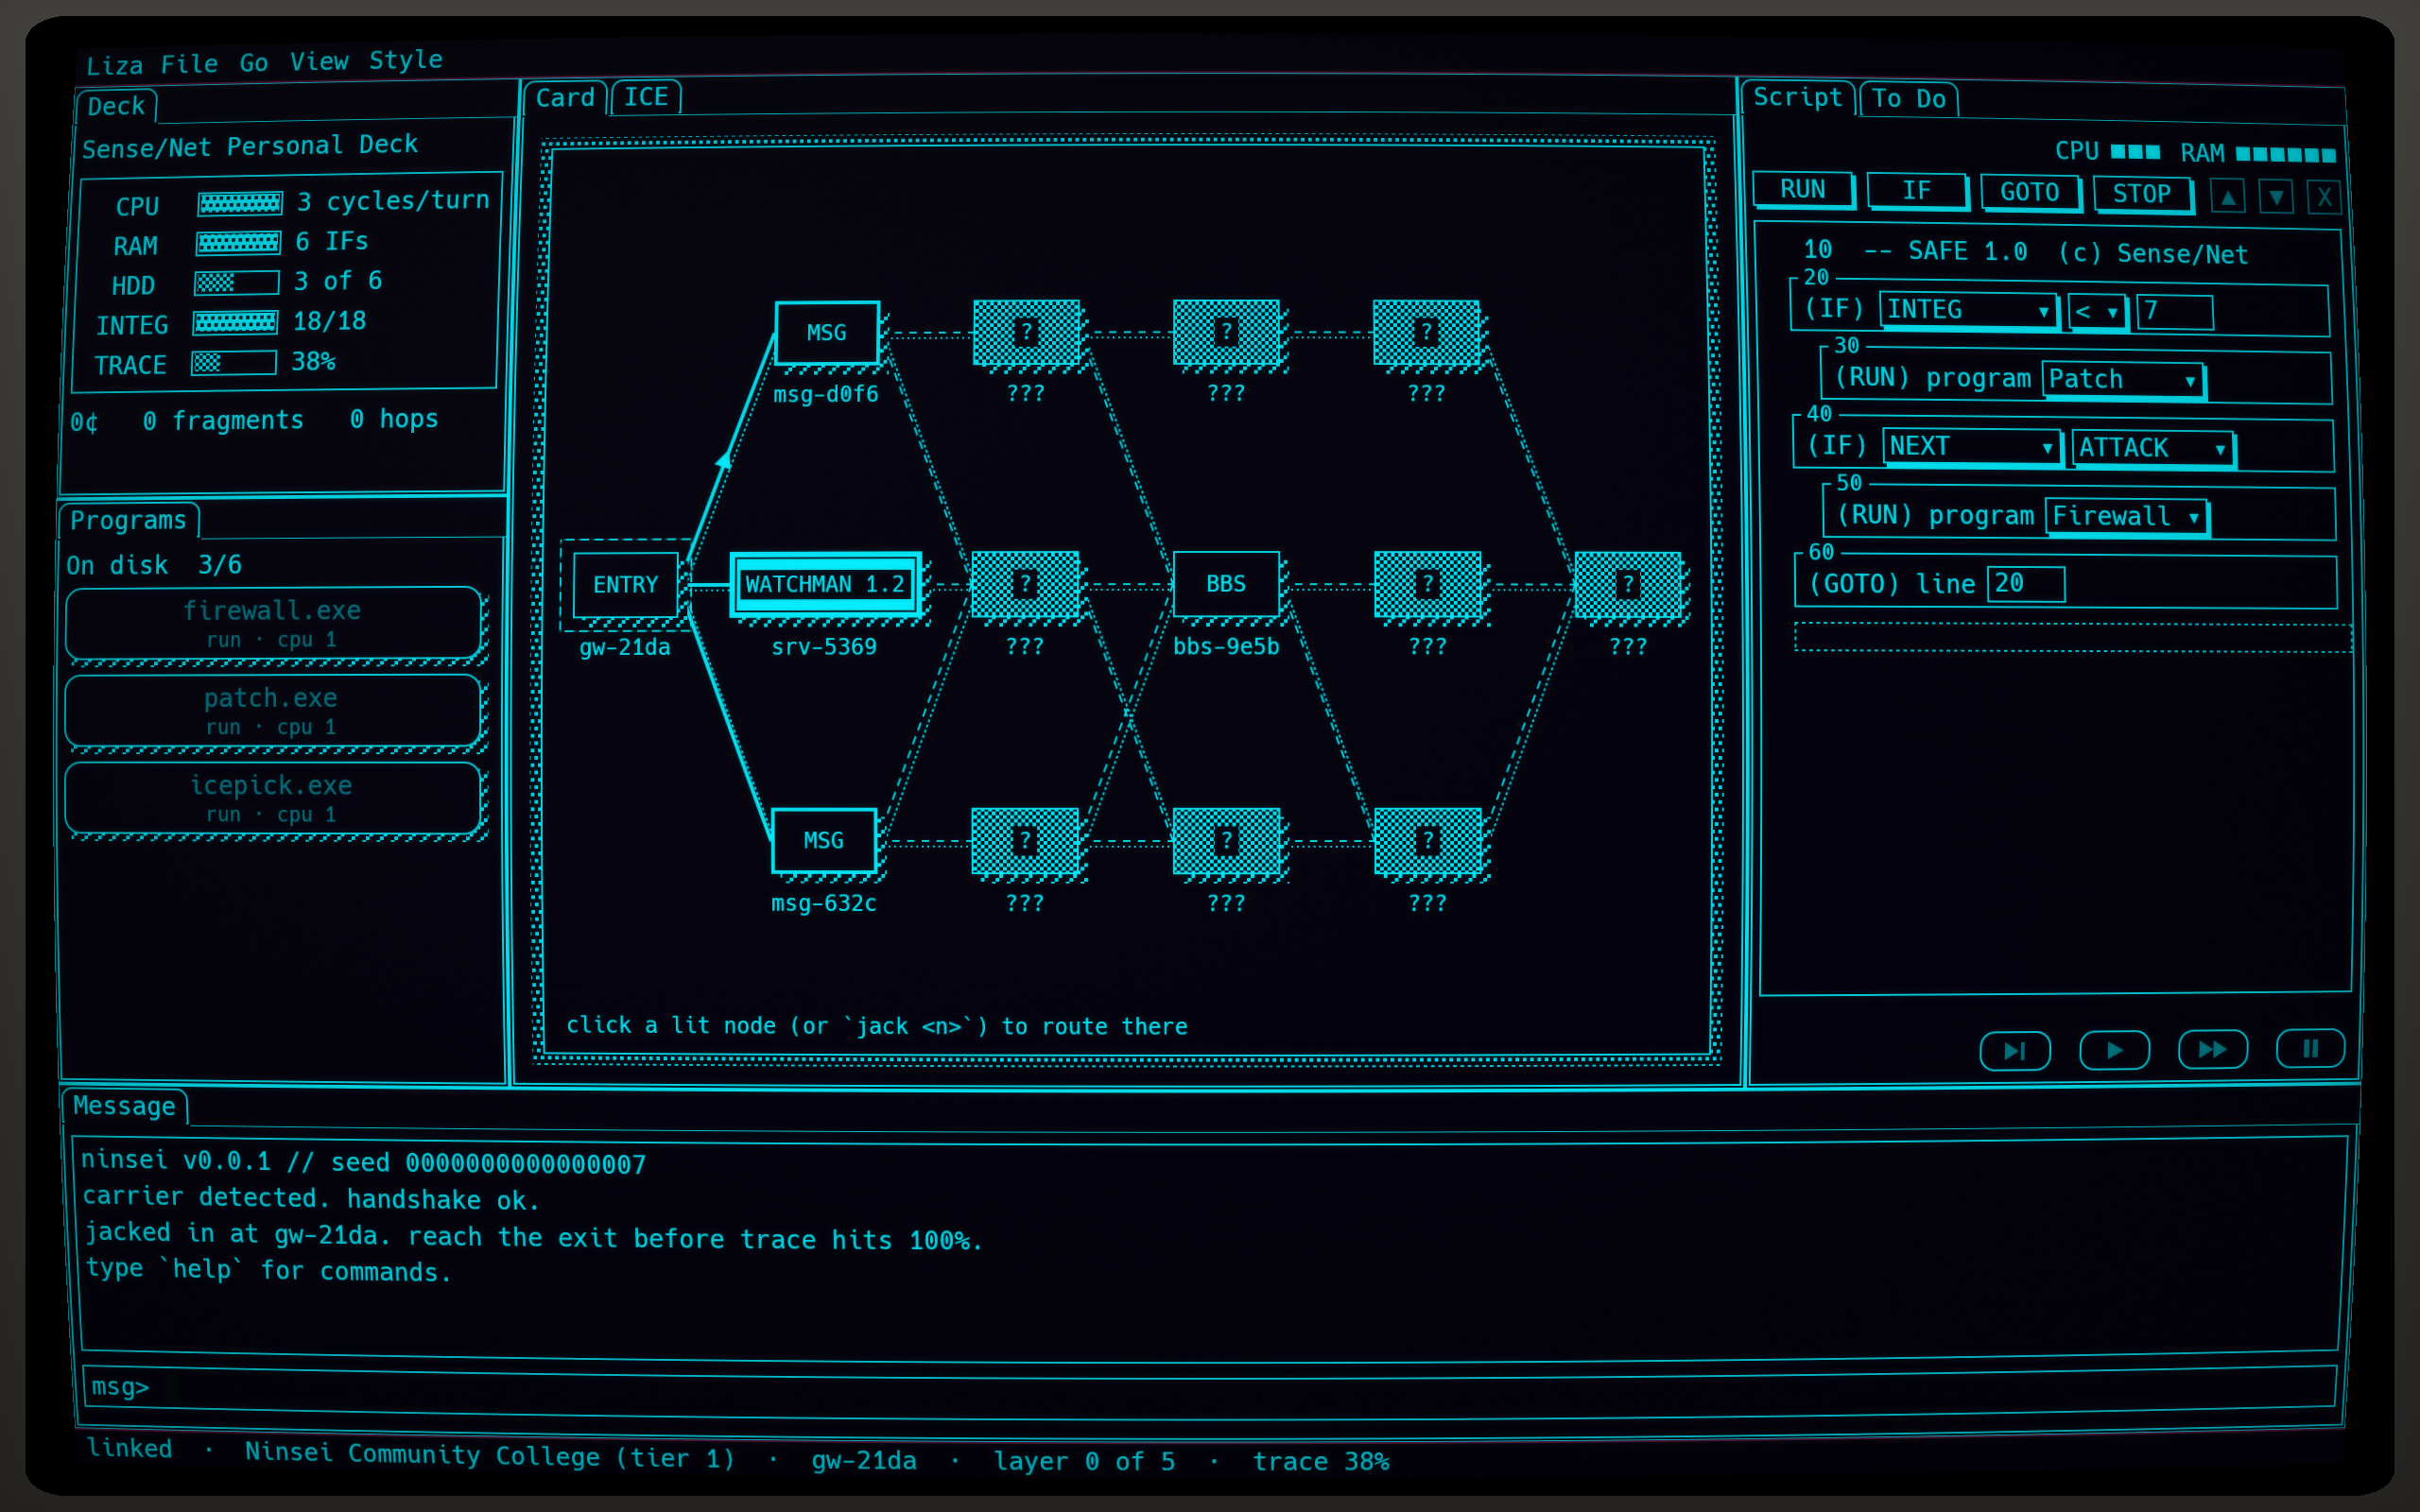 Liza File Go View Style
Deck
Sense/Net Personal Deck
CPU 3 cycles/turn
RAM 6 IFs
HDD 3 of 6
INTEG 18/18
TRACE 38%
0¢ 0 fragments 0 hops
Programs
On disk 3/6
firewall.exe
run · cpu 1
patch.exe
run · cpu 1
icepick.exe
run · cpu 1
Card ICE
MSG ? ? ?
msg-d0f6 ??? ??? ???
ENTRY WATCHMAN 1.2 ? BBS ? ?
gw-21da srv-5369 ??? bbs-9e5b ??? ???
MSG ? ? ?
msg-632c ??? ??? ???
click a lit node (or `jack <n>`) to route there
Script To Do
CPU RAM
RUN IF GOTO STOP ▲ ▼ X
10 -- SAFE 1.0 (c) Sense/Net
20
(IF) INTEG ▼ < ▼ 7
30
(RUN) program Patch ▼
40
(IF) NEXT ▼ ATTACK ▼
50
(RUN) program Firewall ▼
60
(GOTO) line 20
Message
ninsei v0.0.1 // seed 0000000000000007
carrier detected. handshake ok.
jacked in at gw-21da. reach the exit before trace hits 100%.
type `help` for commands.
msg>
linked · Ninsei Community College (tier 1) · gw-21da · layer 0 of 5 · trace 38%